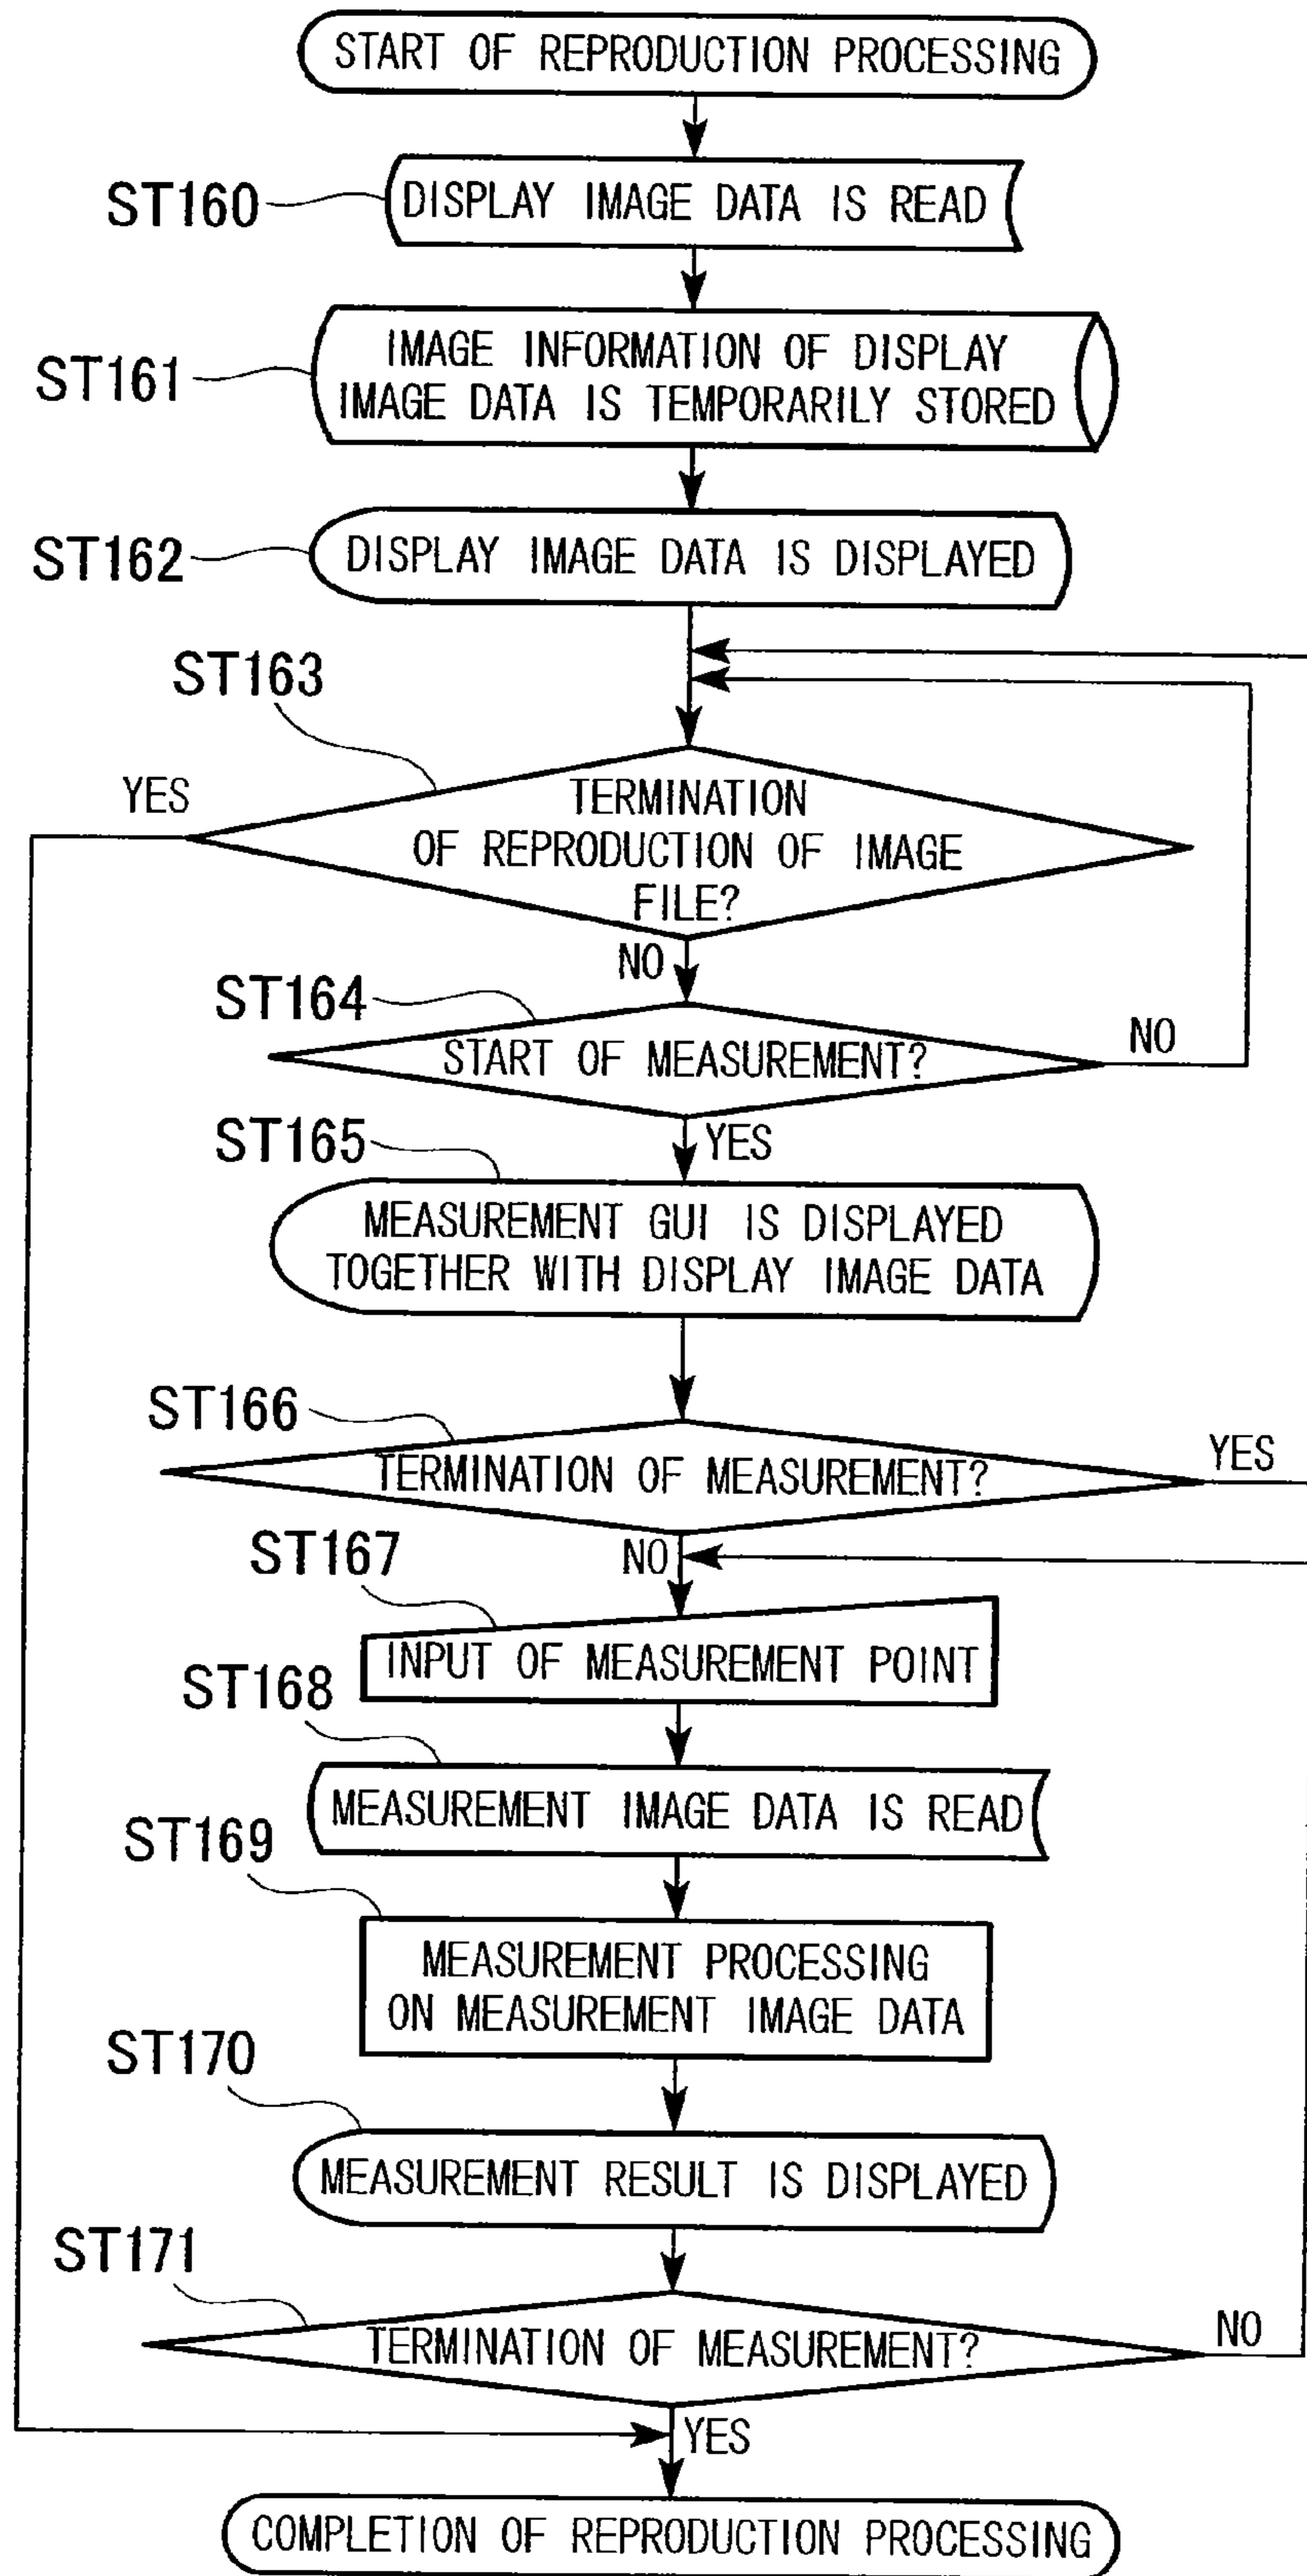 START OF REPRODUCTION PROCESSING
ST160
DISPLAY IMAGE DATA IS READ
ST161
IMAGE INFORMATION OF DISPLAY
IMAGE DATA IS TEMPORARILY STORED
ST162
DISPLAY IMAGE DATA IS DISPLAYED
ST163
YES
TERMINATION
OF REPRODUCTION OF IMAGE
FILE?
NO
ST164
START OF MEASUREMENT?
NO
ST165
YES
MEASUREMENT GUI IS DISPLAYED
TOGETHER WITH DISPLAY IMAGE DATA
ST166
TERMINATION OF MEASUREMENT?
YES
ST167
NO
INPUT OF MEASUREMENT POINT
ST168
MEASUREMENT IMAGE DATA IS READ
ST169
MEASUREMENT PROCESSING
ON MEASUREMENT IMAGE DATA
ST170
MEASUREMENT RESULT IS DISPLAYED
ST171
TERMINATION OF MEASUREMENT?
NO
YES
COMPLETION OF REPRODUCTION PROCESSING